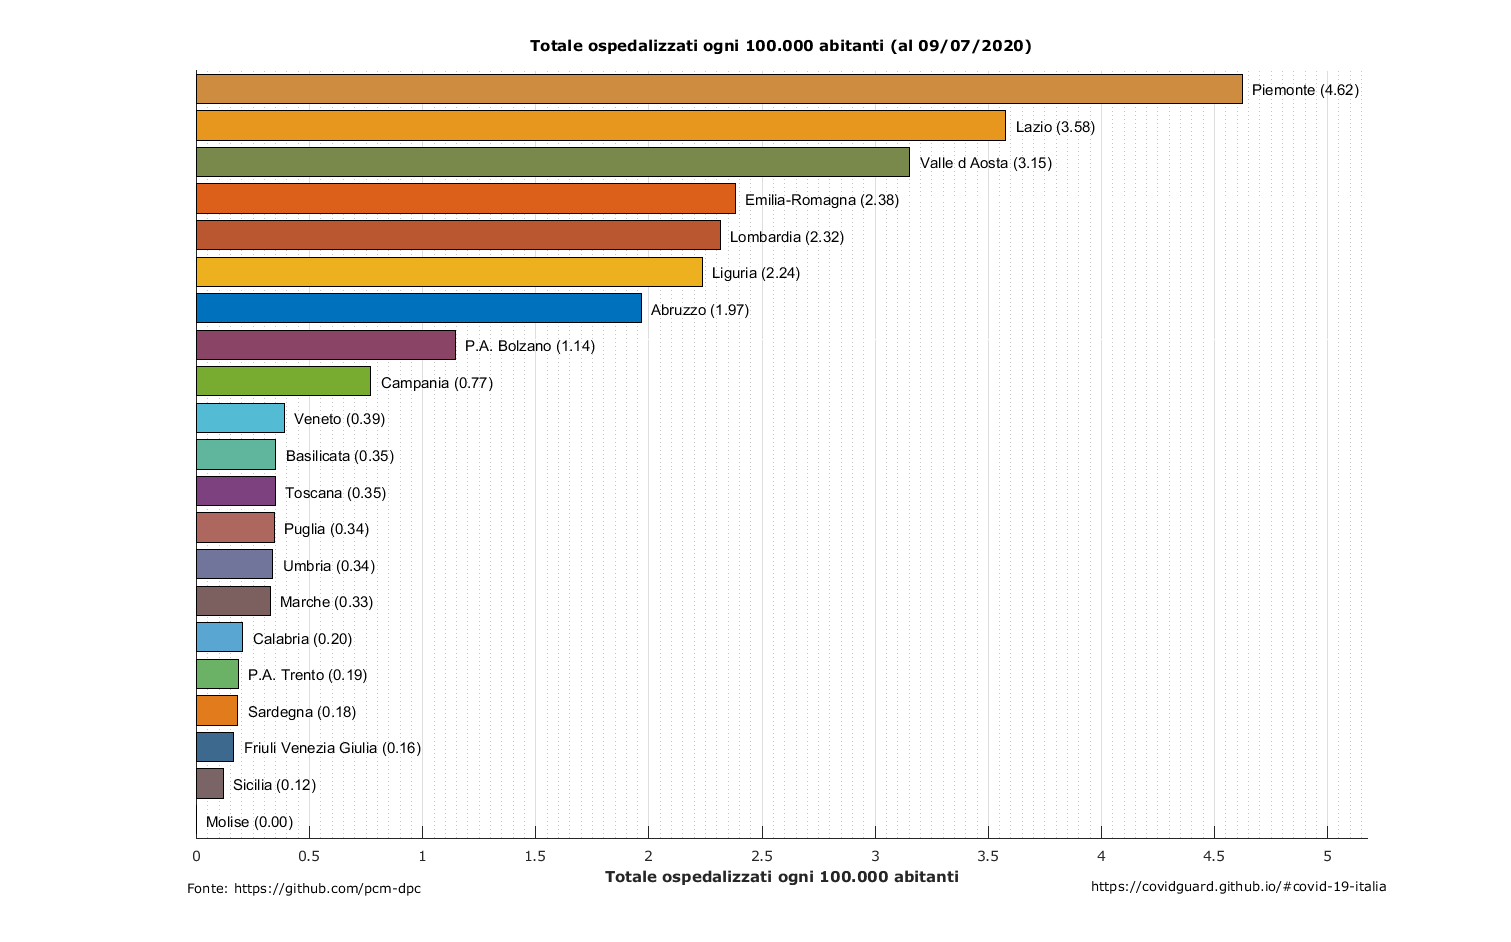 Totale ospedalizzati ogni 100.000 abitanti (al 09/07/2020)
Piemonte (4.62)
Lazio (3.58)
Valle d Aosta (3.15)
Emilia-Romagna (2.38)
Lombardia (2.32)
Liguria (2.24)
Abruzzo (1.97)
P.A. Bolzano (1.14)
Campania (0.77)
Veneto (0.39)
Basilicata (0.35)
Toscana (0.35)
Puglia (0.34)
Umbria (0.34)
Marche (0.33)
Calabria (0.20)
P.A. Trento (0.19)
Sardegna (0.18)
Friuli Venezia Giulia (0.16)
Sicilia (0.12)
Molise (0.00)
0 0.5 1 1.5 2 2.5 3 3.5 4 4.5 5
Totale ospedalizzati ogni 100.000 abitanti
Fonte: https://github.com/pcm-dpc
https://covidguard.github.io/#covid-19-italia